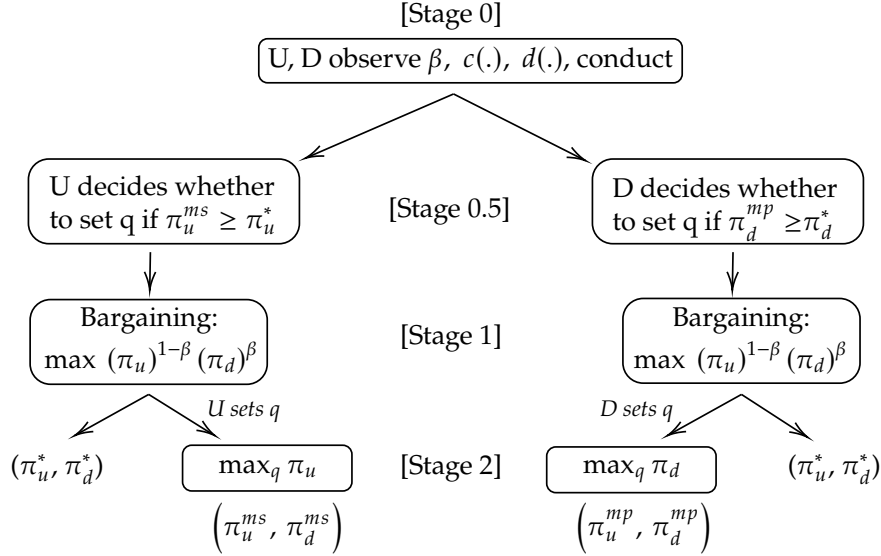 [Stage 0]
U, D observe β, c(.), d(.), conduct
U decides whether
to set q if π_u^{ms} ≥ π_u^*
[Stage 0.5]
D decides whether
to set q if π_d^{mp} ≥π_d^*
Bargaining:
max (π_u)^{1−β} (π_d)^β
[Stage 1]
Bargaining:
max (π_u)^{1−β} (π_d)^β
U sets q
D sets q
(π_u^*, π_d^*)
max_q π_u
[Stage 2]
max_q π_d
(π_u^*, π_d^*)
(π_u^{ms}, π_d^{ms})
(π_u^{mp}, π_d^{mp})